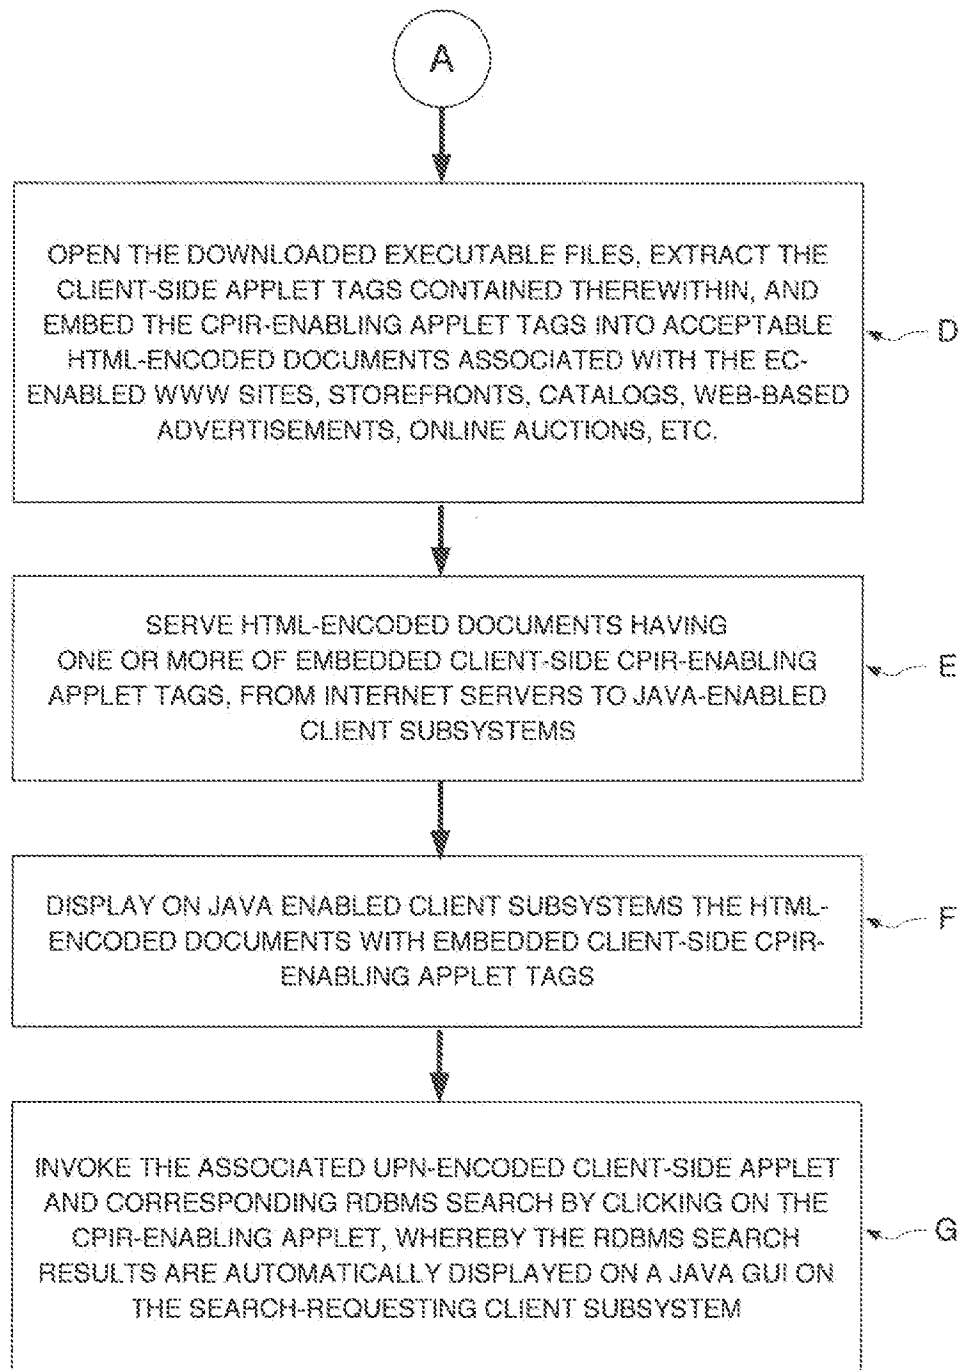 A
OPEN THE DOWNLOADED EXECUTABLE FILES, EXTRACT THE
CLIENT-SIDE APPLET TAGS CONTAINED THEREWITHIN, AND
EMBED THE CPIR-ENABLING APPLET TAGS INTO ACCEPTABLE
HTML-ENCODED DOCUMENTS ASSOCIATED WITH THE EC-
ENABLED WWW SITES, STOREFRONTS, CATALOGS, WEB-BASED
ADVERTISEMENTS, ONLINE AUCTIONS, ETC.
D
SERVE HTML-ENCODED DOCUMENTS HAVING
ONE OR MORE OF EMBEDDED CLIENT-SIDE CPIR-ENABLING
APPLET TAGS, FROM INTERNET SERVERS TO JAVA-ENABLED
CLIENT SUBSYSTEMS
E
DISPLAY ON JAVA ENABLED CLIENT SUBSYSTEMS THE HTML-
ENCODED DOCUMENTS WITH EMBEDDED CLIENT-SIDE CPIR-
ENABLING APPLET TAGS
F
INVOKE THE ASSOCIATED UPN-ENCODED CLIENT-SIDE APPLET
AND CORRESPONDING RDBMS SEARCH BY CLICKING ON THE
CPIR-ENABLING APPLET, WHEREBY THE RDBMS SEARCH
RESULTS ARE AUTOMATICALLY DISPLAYED ON A JAVA GUI ON
THE SEARCH-REQUESTING CLIENT SUBSYSTEM
G